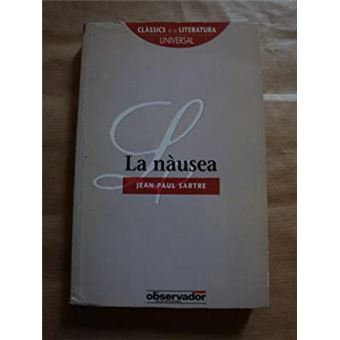 CLÀSSICS DE LA LITERATURA
UNIVERSAL
La nàusea
JEAN-PAUL SARTRE
observador